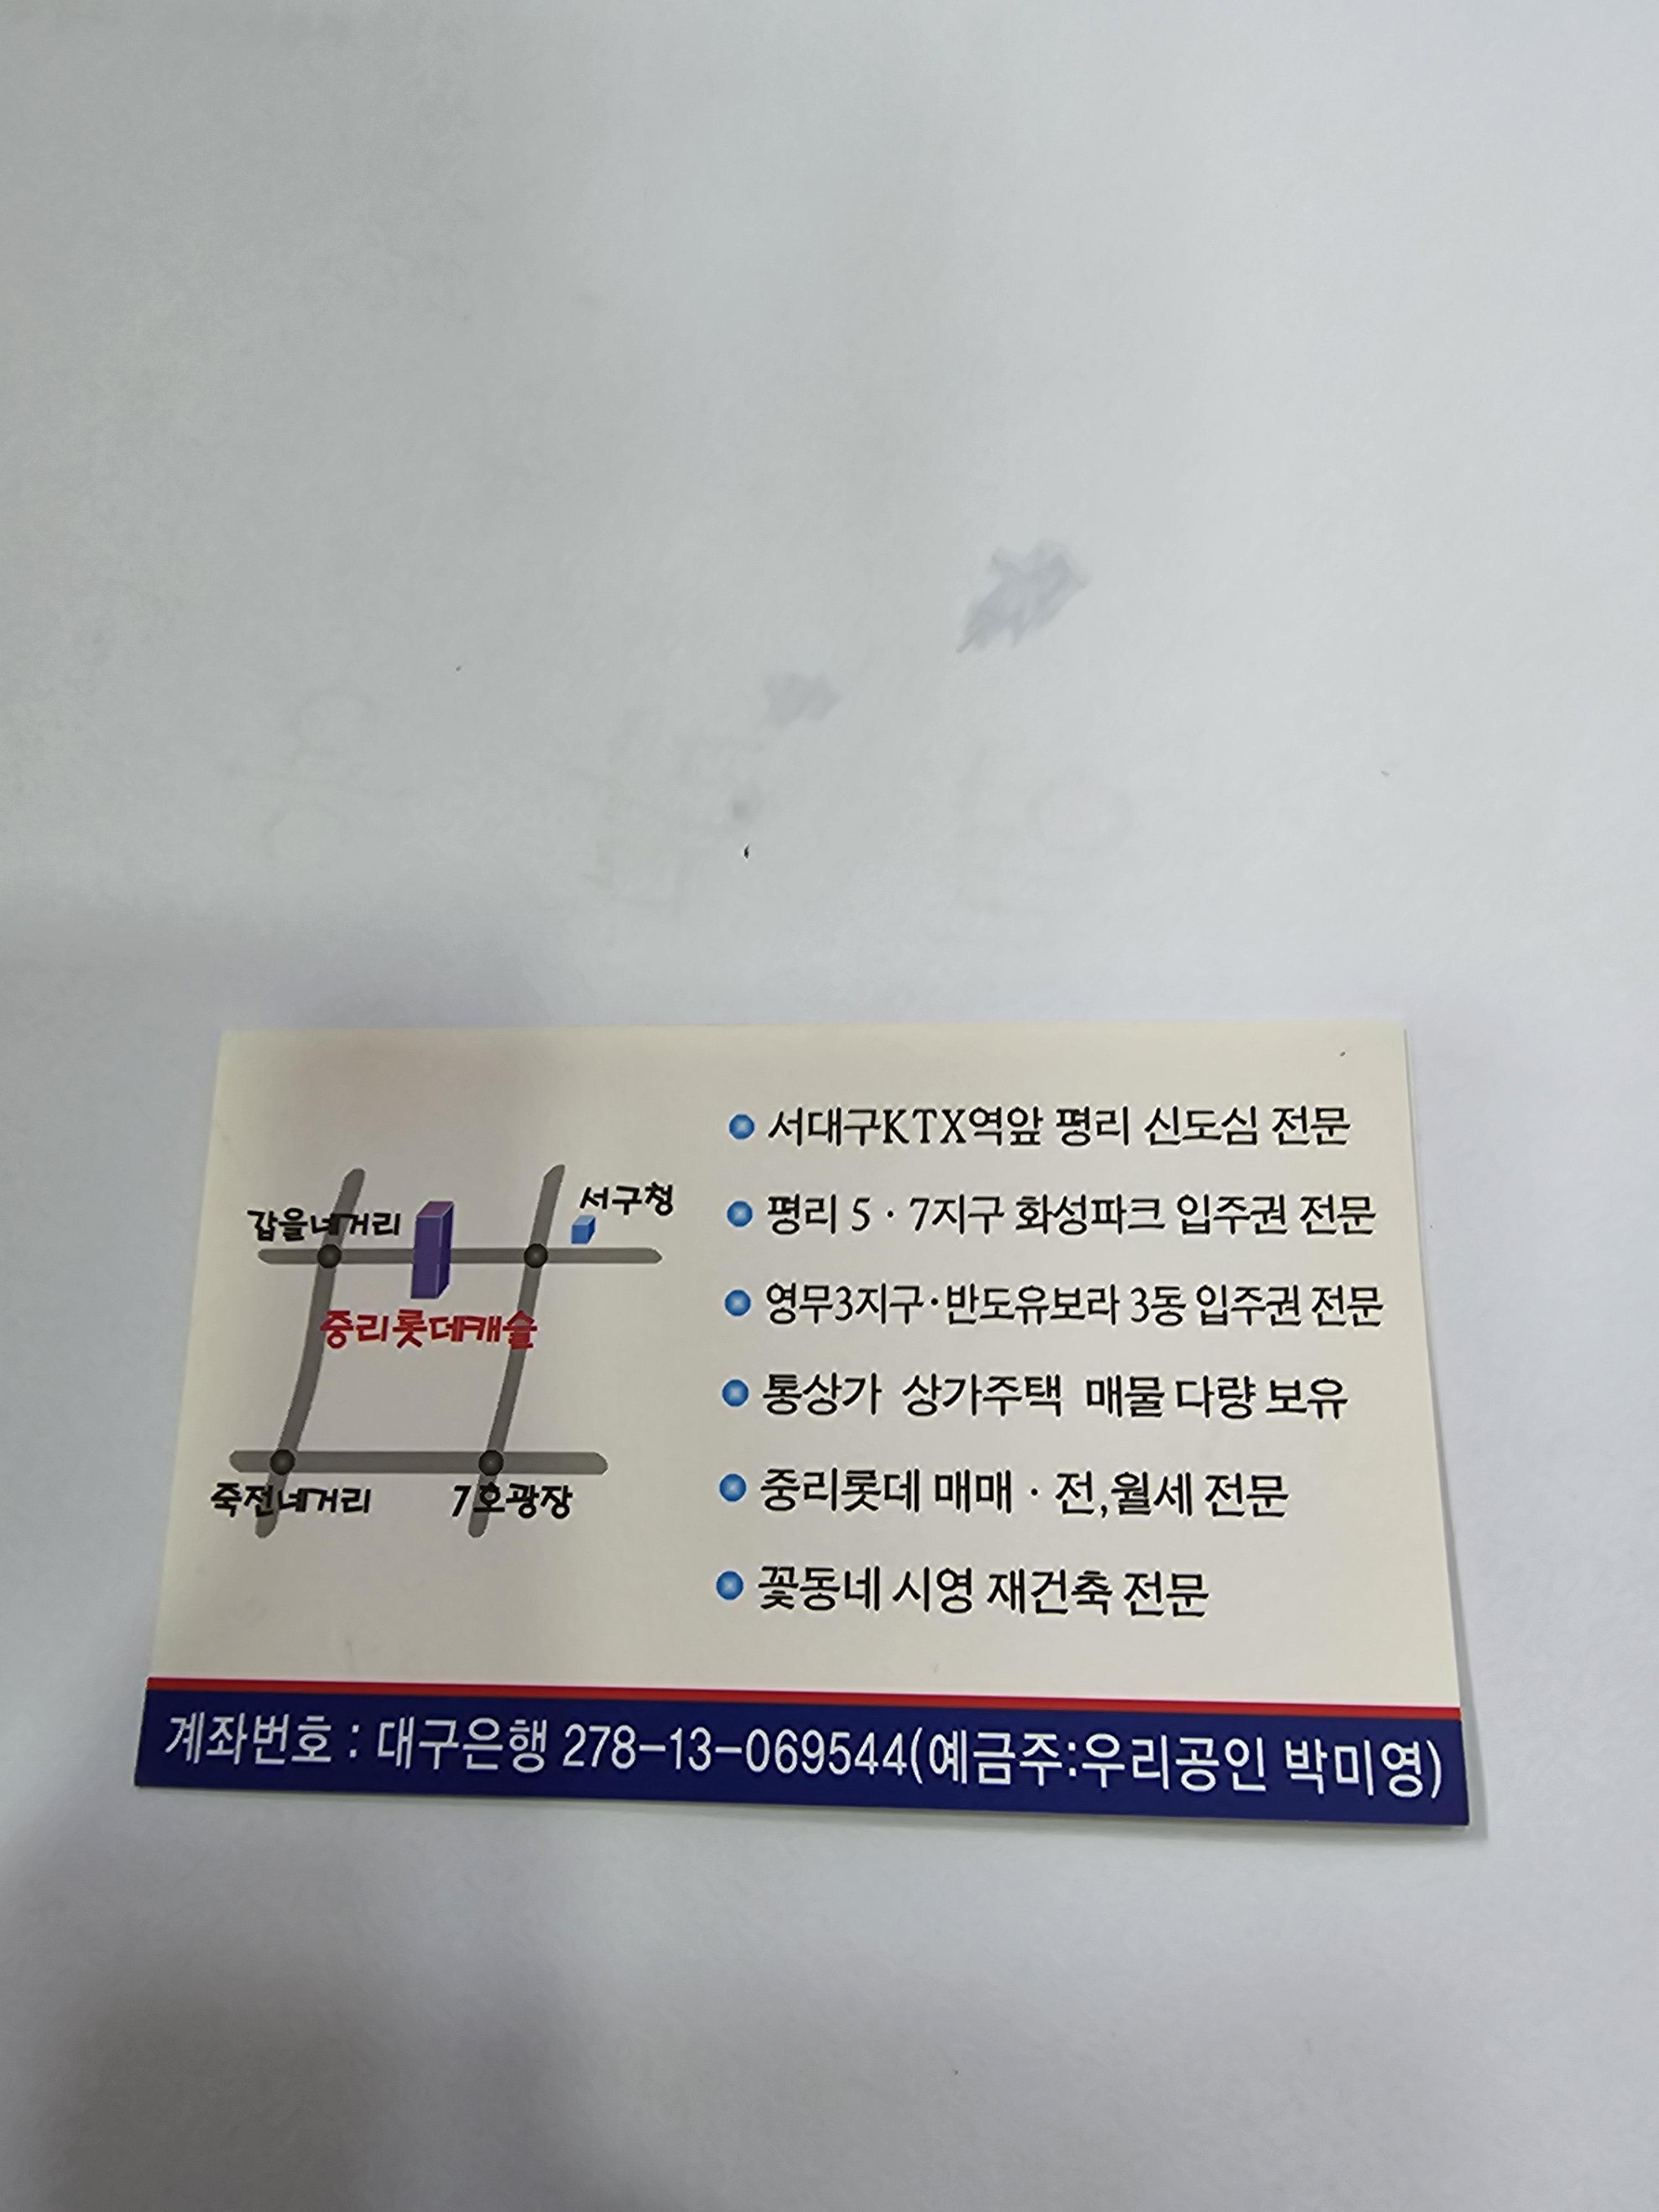 갑을네거리
서구청
중리롯데캐슬
죽전네거리
7호광장
서대구KTX역앞 평리 신도심 전문
평리 5·7지구 화성파크 입주권 전문
영무3지구·반도유보라 3동 입주권 전문
통상가 상가주택 매물 다량 보유
중리롯데 매매·전,월세 전문
꽃동네 시영 재건축 전문
계좌번호 : 대구은행 278-13-069544(예금주:우리공인 박미영)